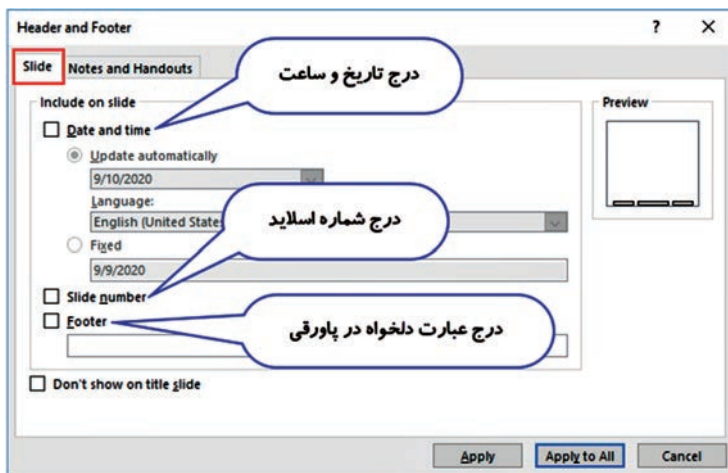 Header and Footer
Slide
Notes and Handouts
درج تاریخ و ساعت
Include on slide
Preview
Date and time
Update automatically
9/10/2020
Language:
English (United States
درج شماره اسلاید
Fixed
9/9/2020
Slide number
Footer
درج عبارت دلخواه در پاورقی
Don't show on title slide
Apply
Apply to All
Cancel